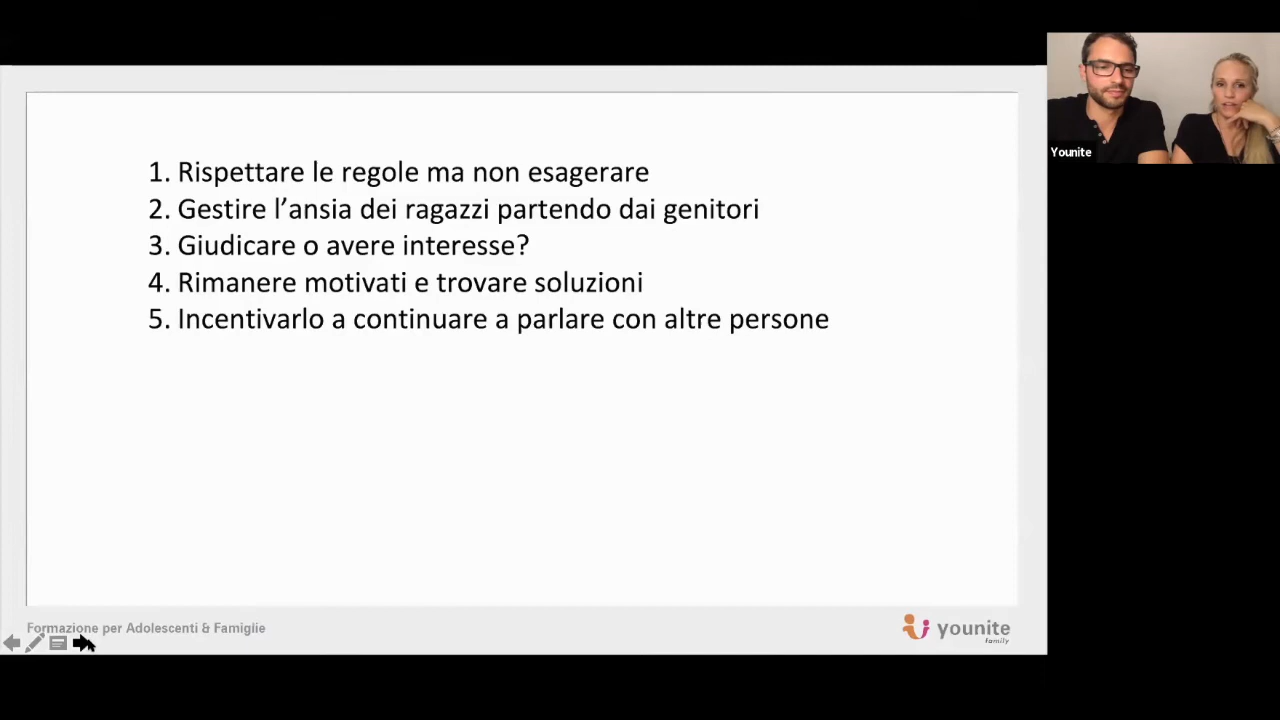 1. Rispettare le regole ma non esagerare
2. Gestire l’ansia dei ragazzi partendo dai genitori
3. Giudicare o avere interesse?
4. Rimanere motivati e trovare soluzioni
5. Incentivarlo a continuare a parlare con altre persone
Younite
Formazione per Adolescenti & Famiglie
younite
family